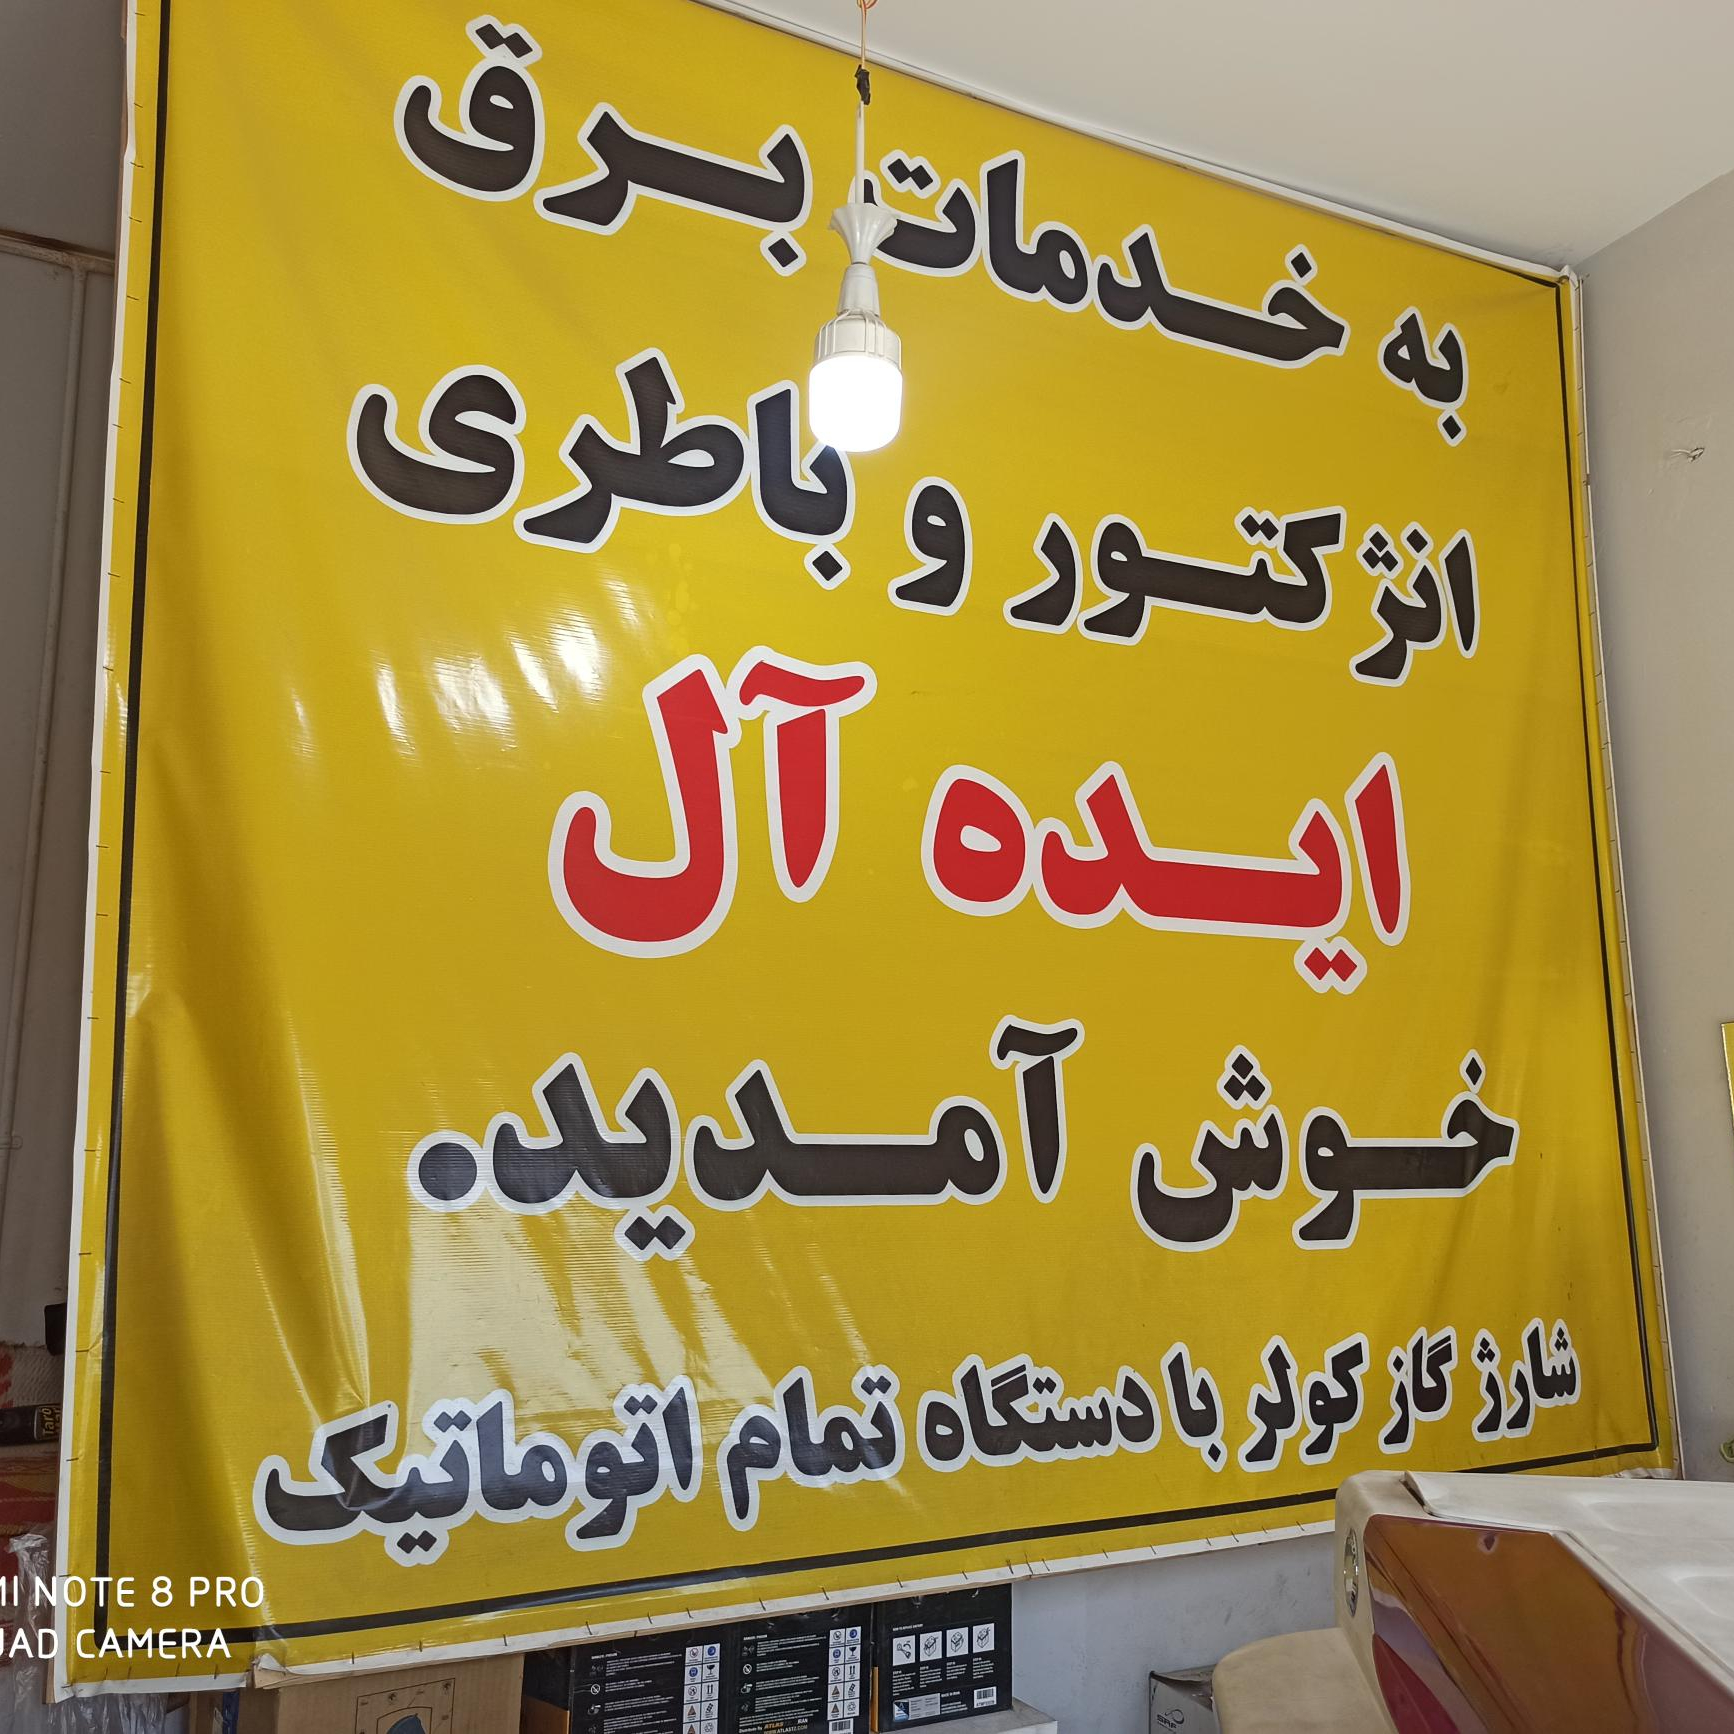 به خدمات برق
انژکتور و باطری
ایده آل
خوش آمدید.
شارژ گاز کولر با دستگاه تمام اتوماتیک
MI NOTE 8 PRO
UAD CAMERA